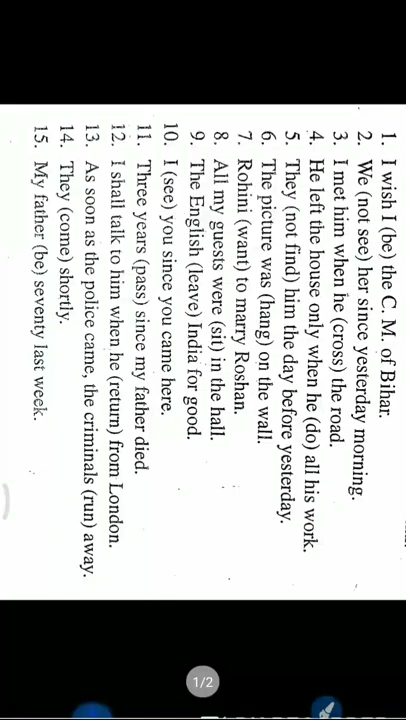 1. I wish I (be) the C. M. of Bihar.
2. We (not see) her since yesterday morning.
3. I met him when he (cross) the road.
4. He left the house only when he (do) all his work.
5. They (not find) him the day before yesterday.
6. The picture was (hang) on the wall.
7. Rohini (want) to marry Roshan.
8. All my guests were (sit) in the hall.
9. The English (leave) India for good.
10. I (see) you since you came here.
11. Three years (pass) since my father died.
12. I shall talk to him when he (return) from London.
13. As soon as the police came, the criminals (run) away.
14. They (come) shortly.
15. My father (be) seventy last week.
1/2